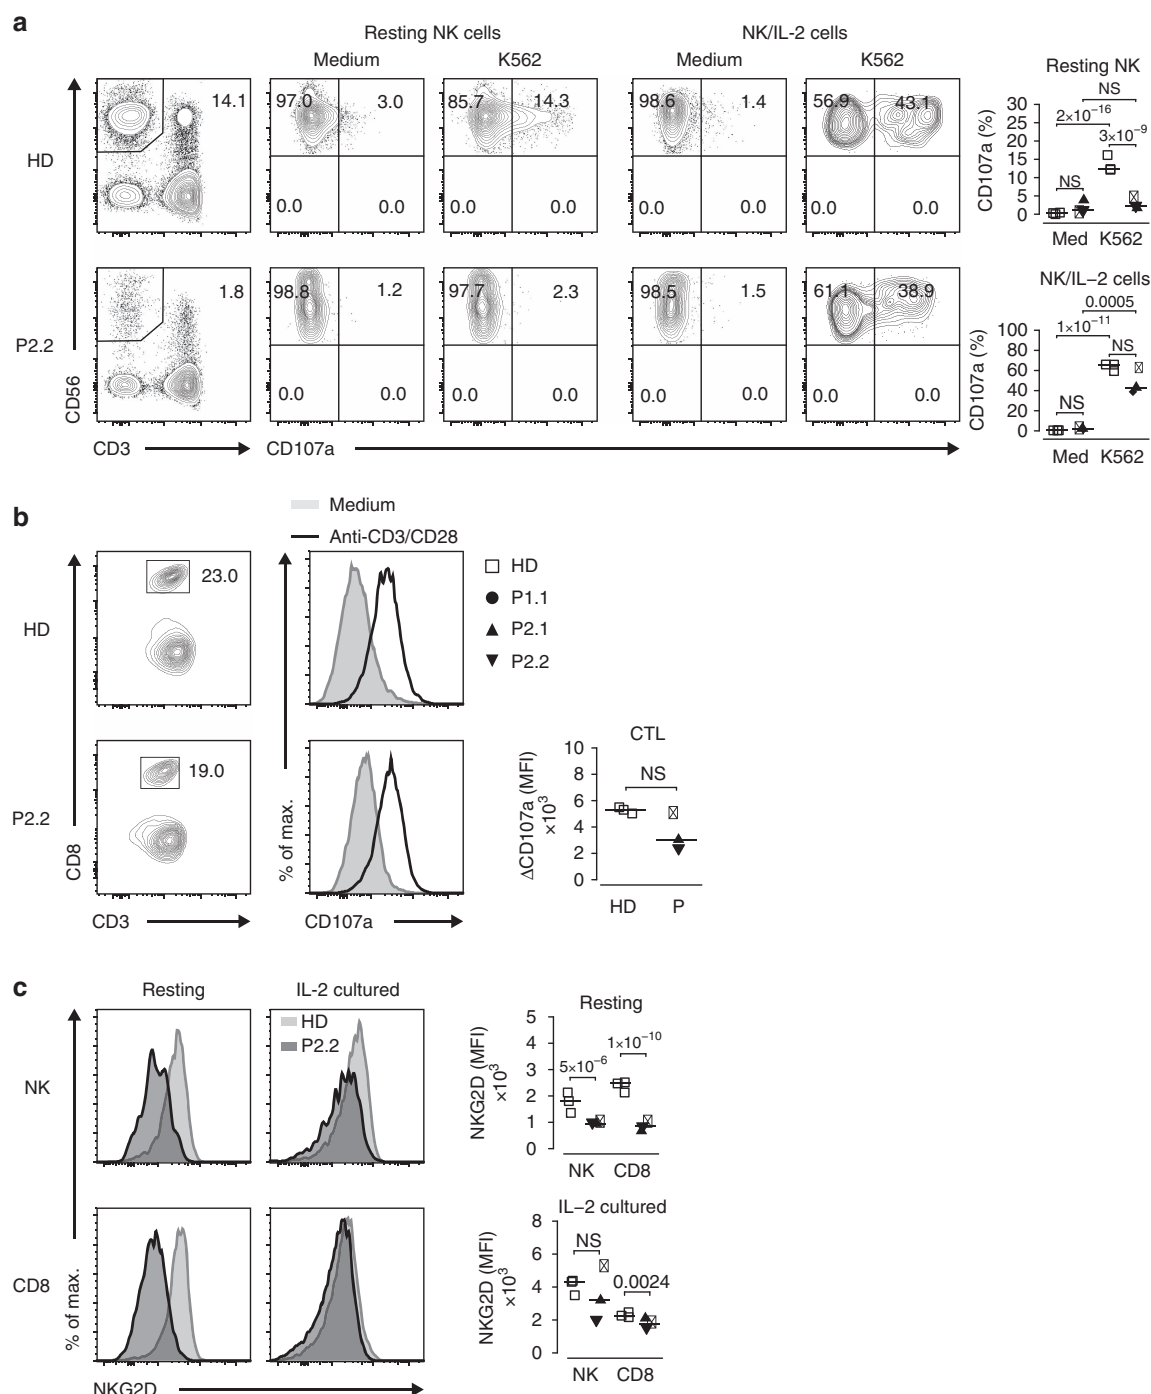 a
Resting NK cells
NK/IL-2 cells
Medium
K562
Medium
K562
HD
14.1
97.0
3.0
85.7
14.3
98.6
1.4
56.9
43.1
0.0
0.0
0.0
0.0
0.0
0.0
0.0
0.0
P2.2
1.8
98.8
1.2
97.7
2.3
98.5
1.5
61.1
38.9
0.0
0.0
0.0
0.0
0.0
0.0
0.0
0.0
CD56
CD3
CD107a
Resting NK
NS
2×10−16
3×10−9
NS
CD107a (%)
30
25
20
15
10
5
0
Med K562
NK/IL−2 cells
0.0005
1×10−11
NS
NS
CD107a (%)
100
80
60
40
20
0
Med K562
b
Medium
Anti-CD3/CD28
HD
23.0
HD
P1.1
P2.1
P2.2
P2.2
19.0
CD8
CD3
% of max.
CD107a
CTL
NS
ΔCD107a (MFI)
×10³
10
8
6
4
2
0
HD P
c
Resting
IL-2 cultured
HD
P2.2
NK
CD8
% of max.
NKG2D
Resting
1×10−10
5×10−6
NKG2D (MFI)
×10³
5
4
3
2
1
0
NK CD8
IL−2 cultured
NS
0.0024
NKG2D (MFI)
×10³
8
6
4
2
0
NK CD8